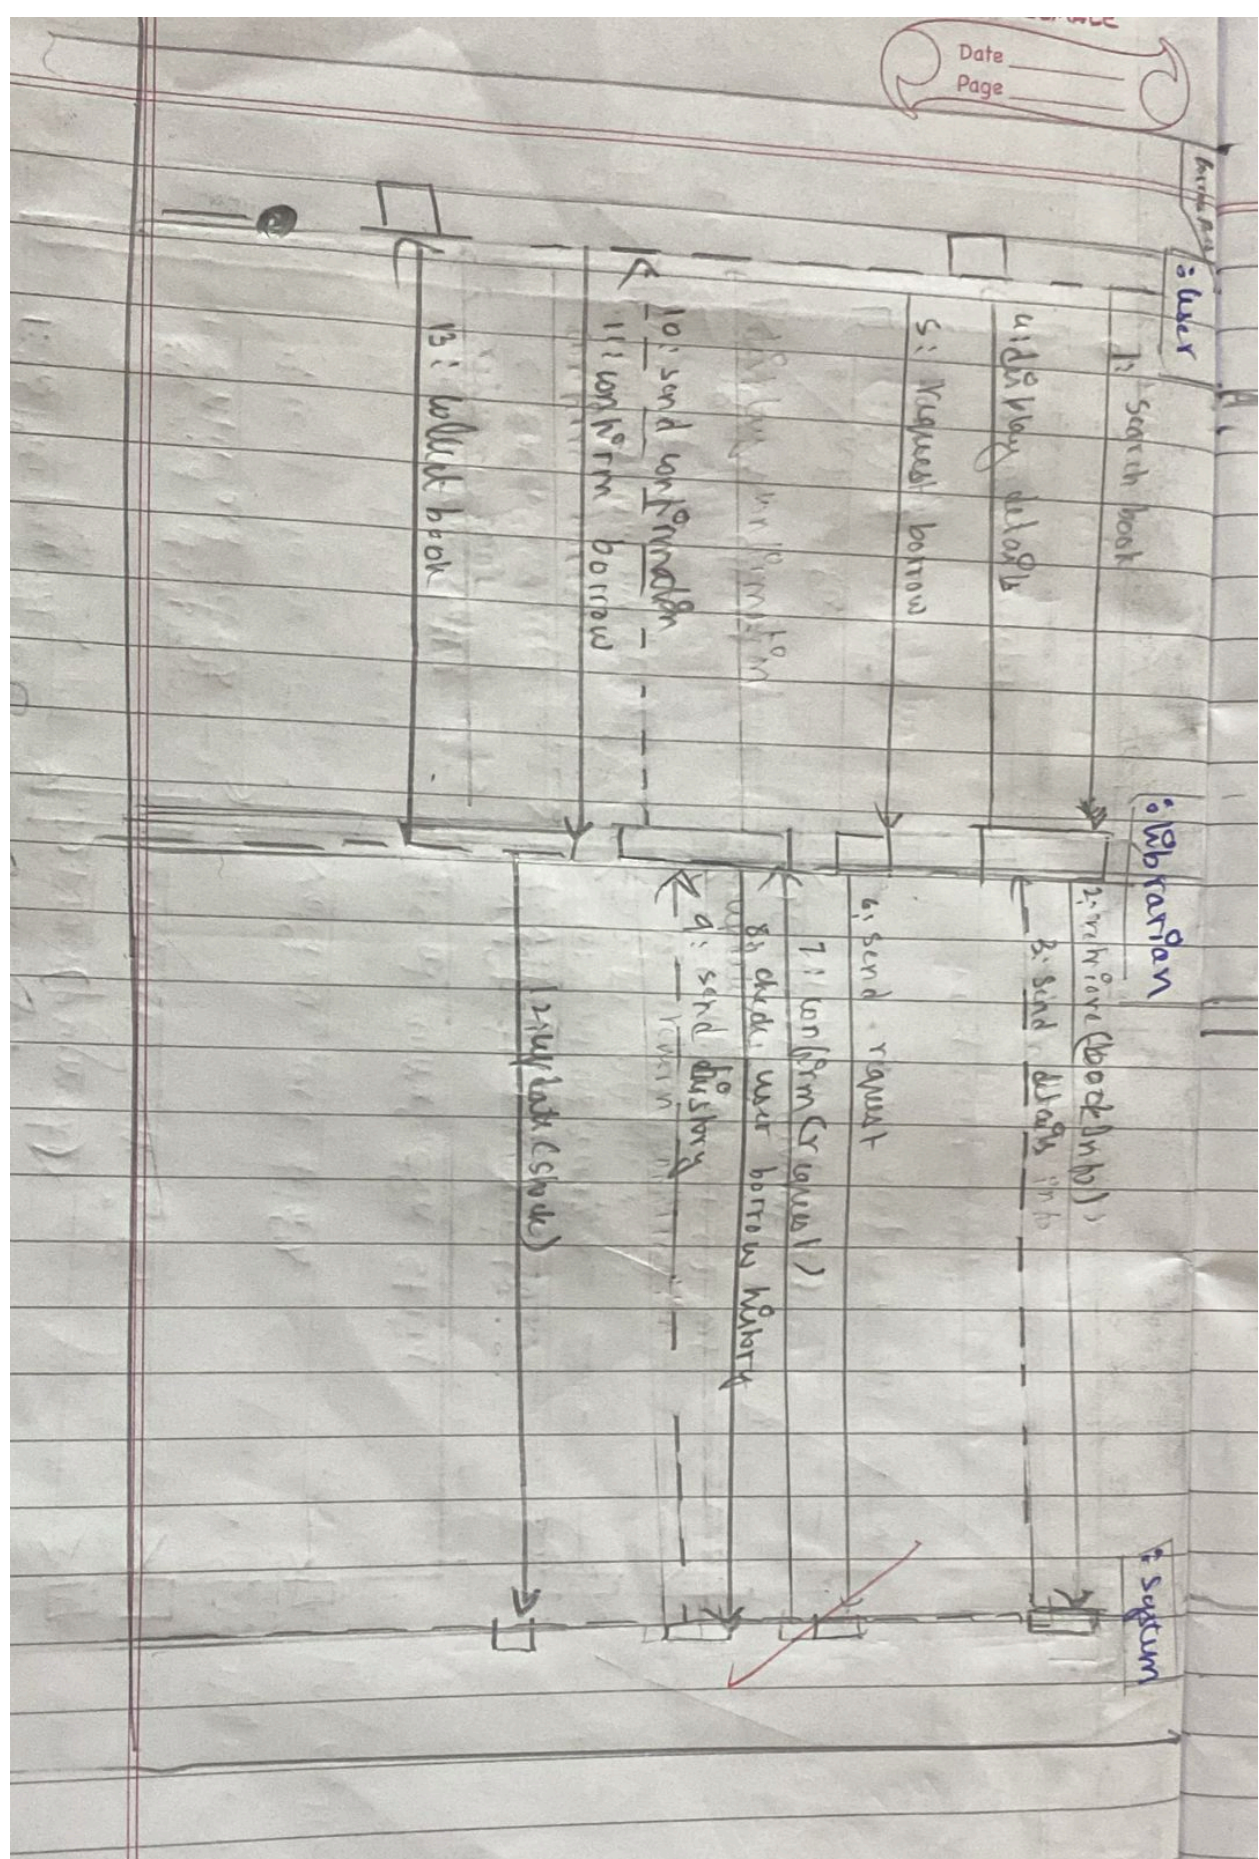 Date
Page
:User
:librarian
:System
1: search book
2: retrieve(bookInfo)
3: send details info
4: display details
5: request borrow
6: send request
7: confirm(request)
8: check user borrow history
9: send history
10: send confirmation
11: confirm borrow
12: update(stock)
13: collect book